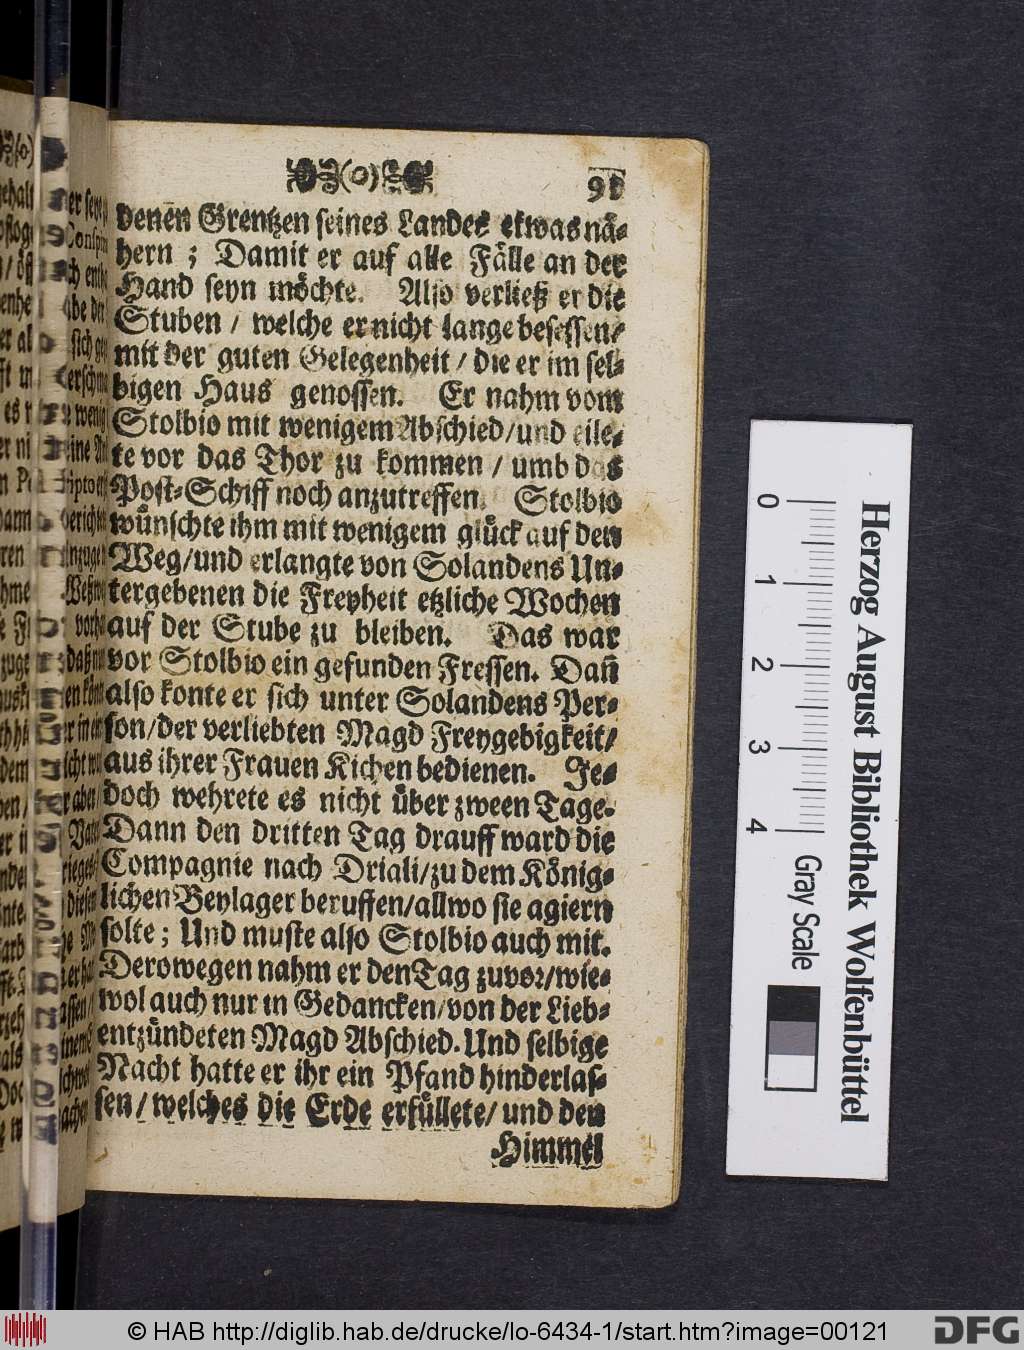 (o)
91
denen Grentzen seines Landes etwas nä-
hern ; Damit er auf alle Fälle an der
Hand seyn möchte. Also verließ er die
Stuben / welche er nicht lange besessen/
mit der guten Gelegenheit / die er im sel-
bigen Haus genossen. Er nahm vom
Stolbio mit wenigem Abschied/und eile-
te vor das Thor zu kommen / umb das
Post-Schiff noch anzutreffen. Stolbio
wünschte ihm mit wenigem glück auf den
Weg/und erlangte von Solandens Un-
tergebenen die Freyheit etzliche Wochen
auf der Stube zu bleiben. Das war
vor Stolbio ein gefunden Fressen. Dañ
also konte er sich unter Solandens Per-
son/der verliebten Magd Freygebigkeit/
aus ihrer Frauen Kichen bedienen. Je-
doch wehrete es nicht über zween Tage.
Dann den dritten Tag drauff ward die
Compagnie nach Driali/zu dem König-
lichen Beylager beruffen/allwo sie agiern
solte ; Und muste also Stolbio auch mit.
Derowegen nahm er den Tag zuvor/wie-
wol auch nur in Gedancken/von der Lieb-
entzündeten Magd Abschied. Und selbige
Nacht hatte er ihr ein Pfand hinderlas-
sen/welches die Erde erfüllete/ und den
Himmel
0 1 2 3 4
Gray Scale
Herzog August Bibliothek Wolfenbüttel
© HAB http://diglib.hab.de/drucke/lo-6434-1/start.htm?image=00121
DFG